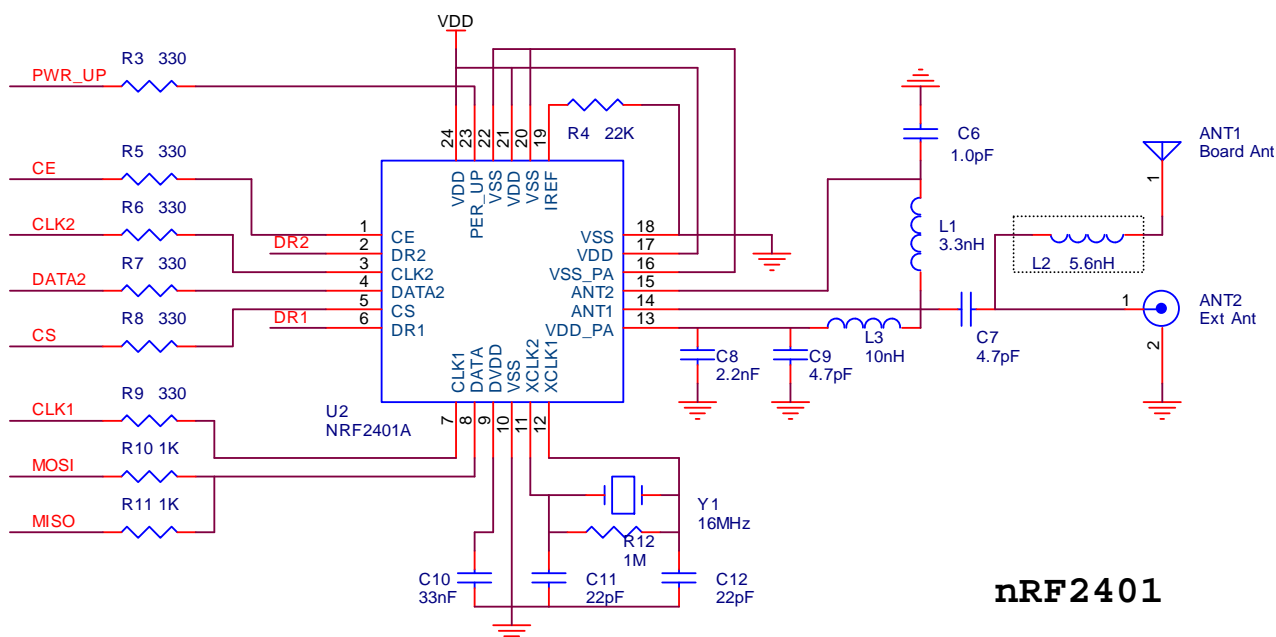 VDD
R3 330
PWR_UP
R4 22K
24
23
22
21
20
19
VDD
PER_UP
VSS
VDD
VSS
IREF
C6
1.0pF
ANT1
Board Ant
1
R5 330
CE
R6 330
CLK2
R7 330
DATA2
R8 330
CS
DR2
DR1
1
2
3
4
5
6
CE
DR2
CLK2
DATA2
CS
DR1
VSS
VDD
VSS_PA
ANT2
ANT1
VDD_PA
18
17
16
15
14
13
L1
3.3nH
L2 5.6nH
ANT2
Ext Ant
1
2
C7
4.7pF
L3
10nH
C8
2.2nF
C9
4.7pF
CLK1
DATA
DVDD
VSS
XCLK2
XCLK1
7
8
9
10
11
12
U2
NRF2401A
R9 330
CLK1
R10 1K
MOSI
R11 1K
MISO
Y1
16MHz
R12
1M
C10
33nF
C11
22pF
C12
22pF
nRF2401